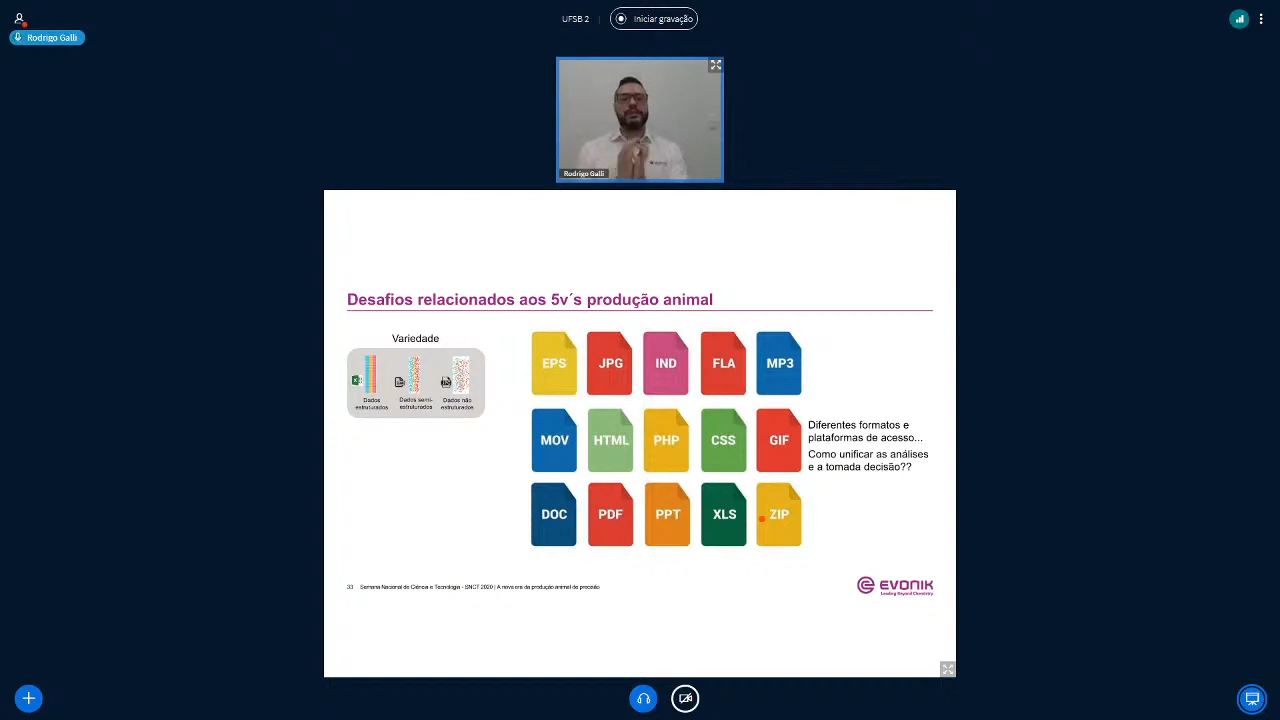 UFSB 2
Iniciar gravação
Rodrigo Galli
Rodrigo Galli
Desafios relacionados aos 5v´s produção animal
Variedade
Dados estruturados
Dados semi-estruturados
Dados não estruturados
EPS JPG IND FLA MP3
MOV HTML PHP CSS GIF
DOC PDF PPT XLS ZIP
Diferentes formatos e
plataformas de acesso...
Como unificar as análises
e a tomada decisão??
33 Semana Nacional de Ciência e Tecnologia - SNCT 2020 | A nova era da produção animal de precisão
EVONIK
Leading Beyond Chemistry